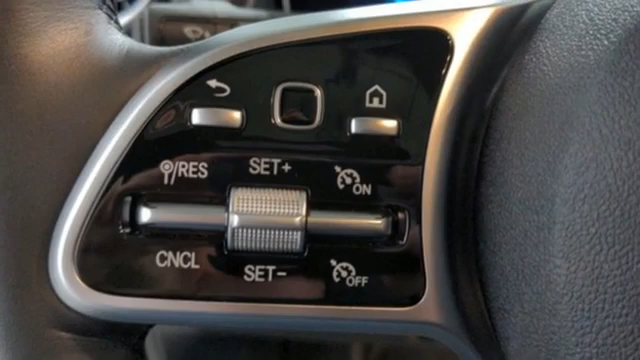 /RES SET+ ON
CNCL SET- OFF